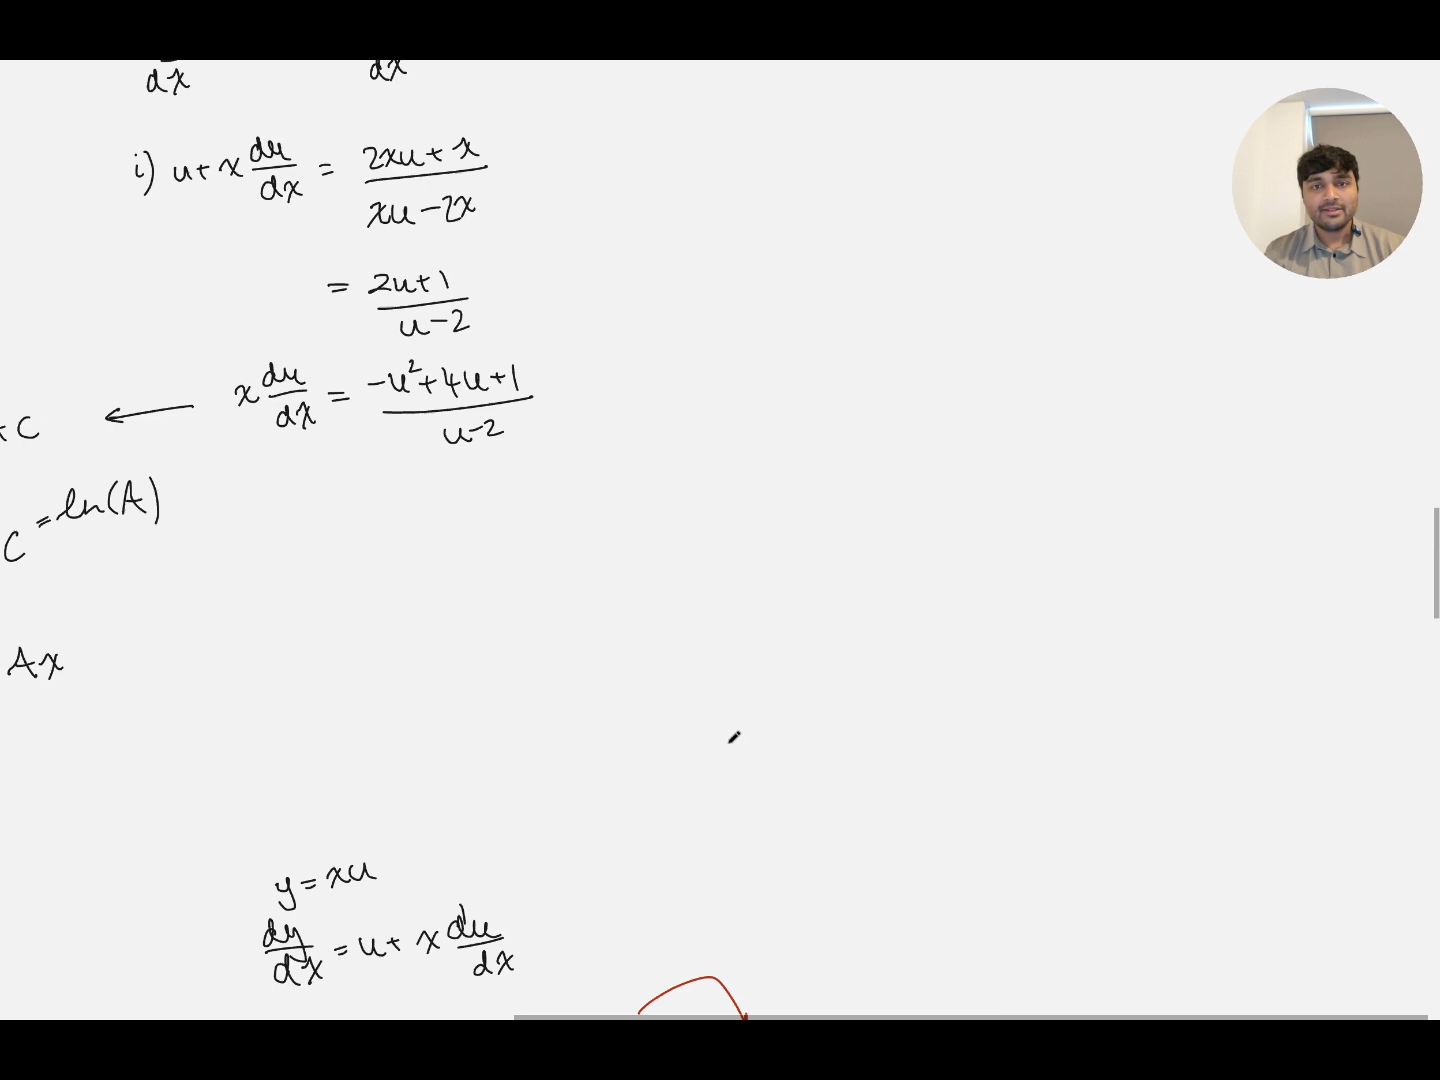 dx dx
i) u + x du/dx = (2xu + x)/(xu - 2x)
= (2u + 1)/(u - 2)
x du/dx = (-u² + 4u + 1)/(u - 2)
+ C ←
C = ln(A)
Ax
y = xu
dy/dx = u + x du/dx